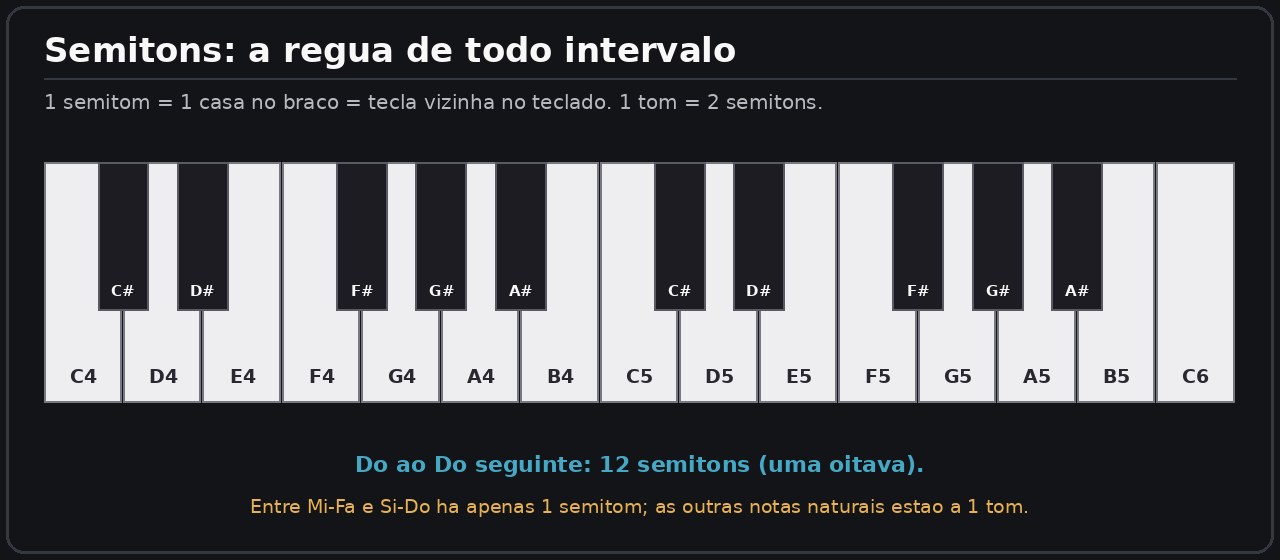 Semitons: a regua de todo intervalo
1 semitom = 1 casa no braco = tecla vizinha no teclado. 1 tom = 2 semitons.
C# D# F# G# A# C# D# F# G# A#
C4 D4 E4 F4 G4 A4 B4 C5 D5 E5 F5 G5 A5 B5 C6
Do ao Do seguinte: 12 semitons (uma oitava).
Entre Mi-Fa e Si-Do ha apenas 1 semitom; as outras notas naturais estao a 1 tom.